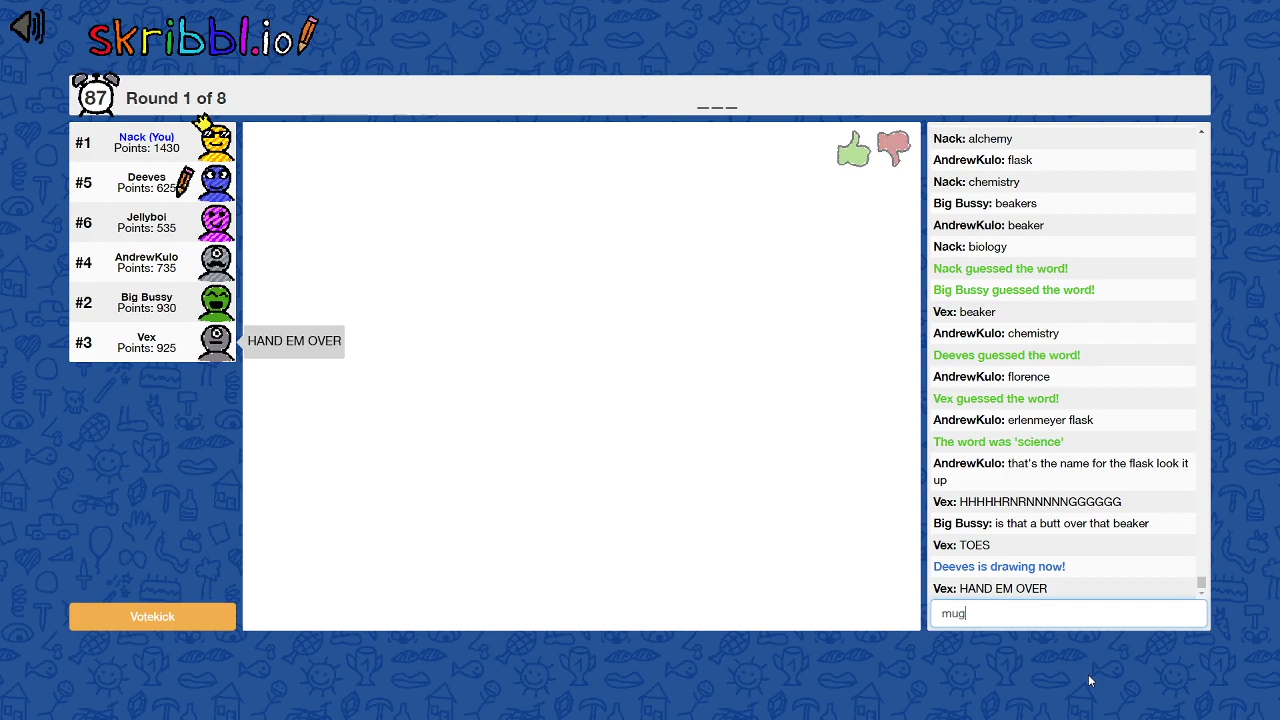 skribbl.io
87
Round 1 of 8
_ _ _
#1
Nack (You)
Points: 1430
#5
Deeves
Points: 625
#6
Jellyboi
Points: 535
#4
AndrewKulo
Points: 735
#2
Big Bussy
Points: 930
#3
Vex
Points: 925
HAND EM OVER
Votekick
Nack: alchemy
AndrewKulo: flask
Nack: chemistry
Big Bussy: beakers
AndrewKulo: beaker
Nack: biology
Nack guessed the word!
Big Bussy guessed the word!
Vex: beaker
AndrewKulo: chemistry
Deeves guessed the word!
AndrewKulo: florence
Vex guessed the word!
AndrewKulo: erlenmeyer flask
The word was 'science'
AndrewKulo: that's the name for the flask look it
up
Vex: HHHHHRNRNNNNNGGGGGG
Big Bussy: is that a butt over that beaker
Vex: TOES
Deeves is drawing now!
Vex: HAND EM OVER
mug